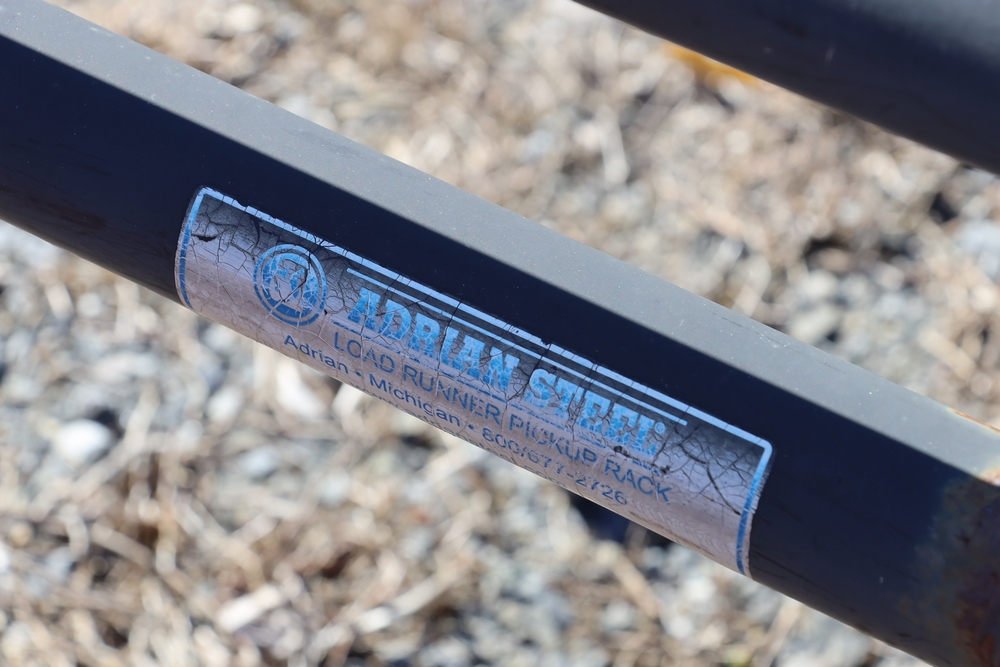 ADRIAN STEEL
LOAD RUNNER PICKUP RACK
Adrian • Michigan • 800/677-2726